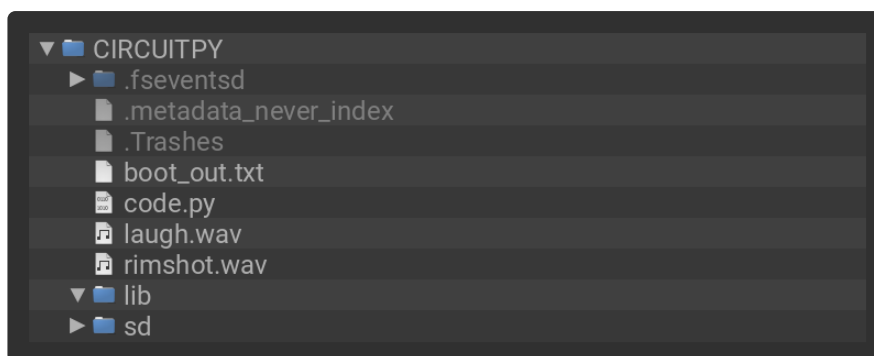 CIRCUITPY
.fseventsd
.metadata_never_index
.Trashes
boot_out.txt
code.py
laugh.wav
rimshot.wav
lib
sd